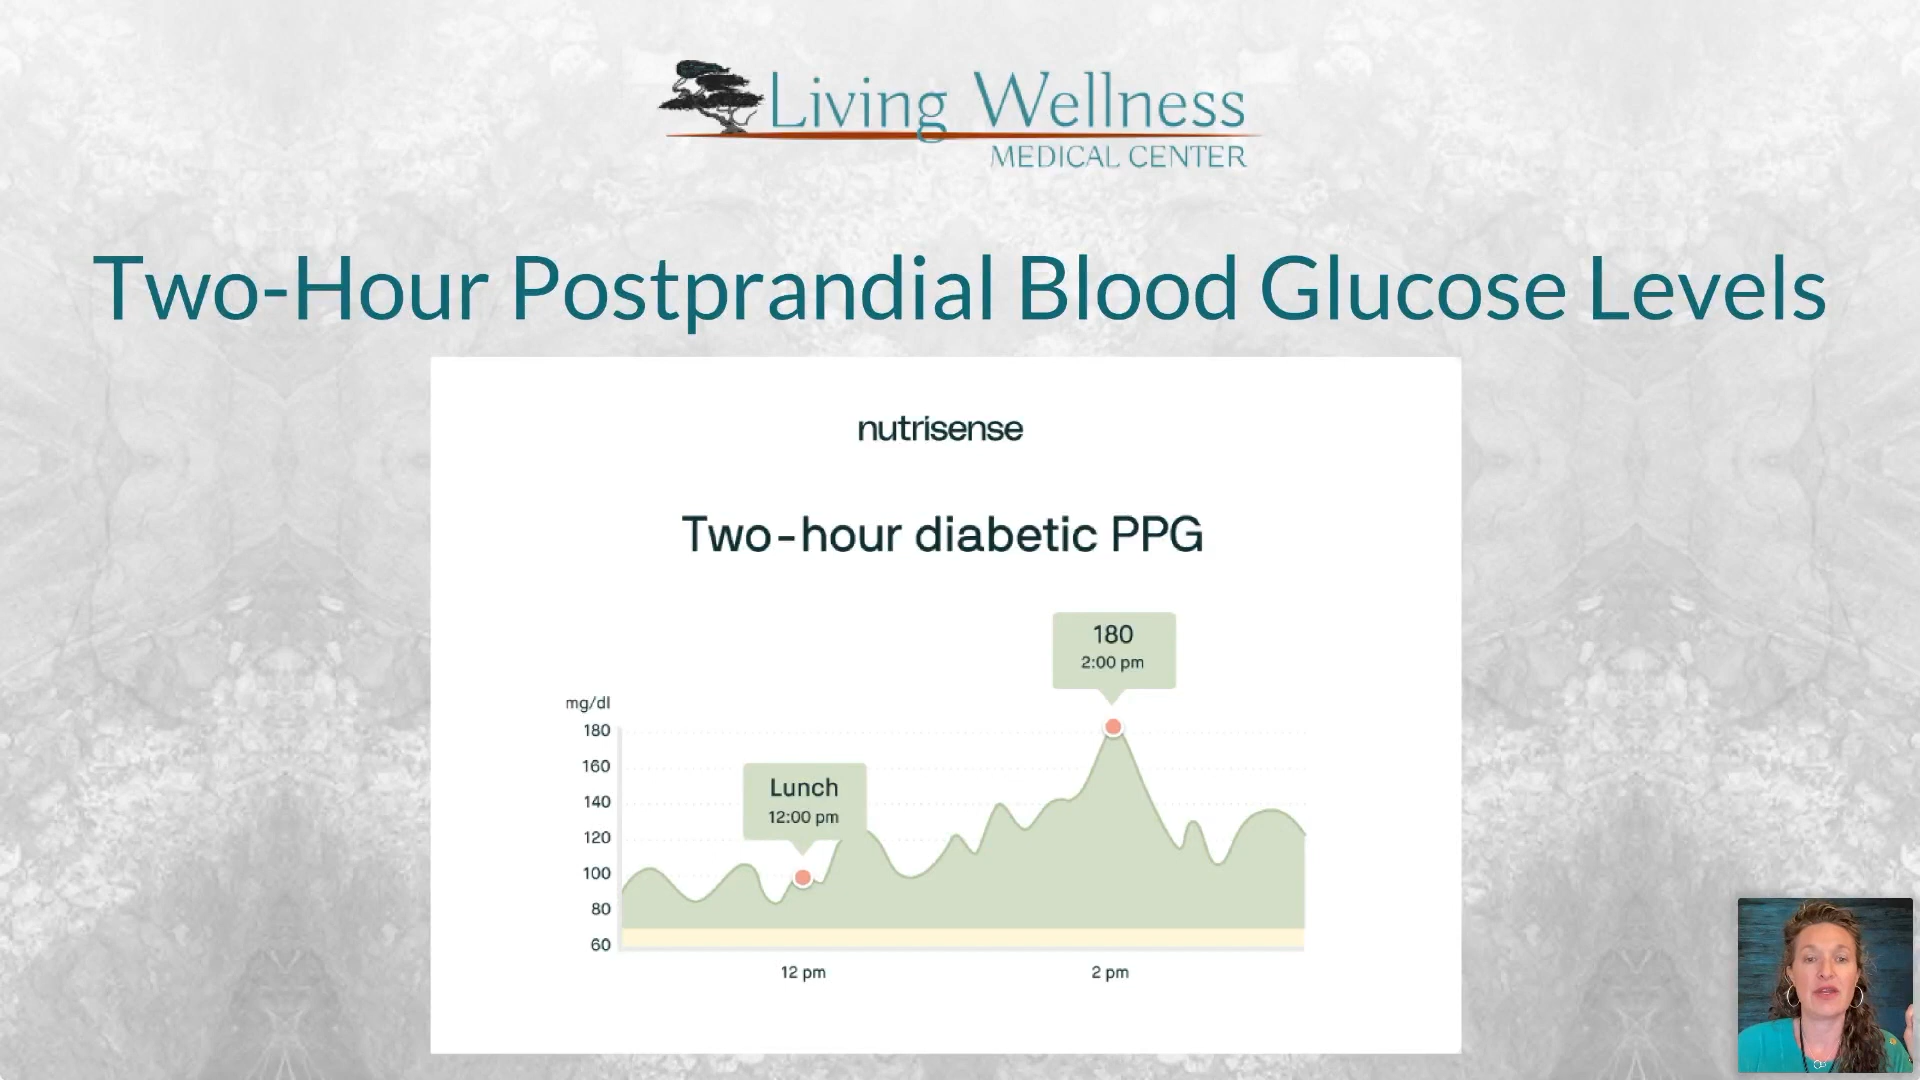 Living Wellness
MEDICAL CENTER
Two-Hour Postprandial Blood Glucose Levels
nutrisense
Two-hour diabetic PPG
180
2:00 pm
mg/dl
180
160
Lunch
12:00 pm
140
120
100
80
60
12 pm
2 pm